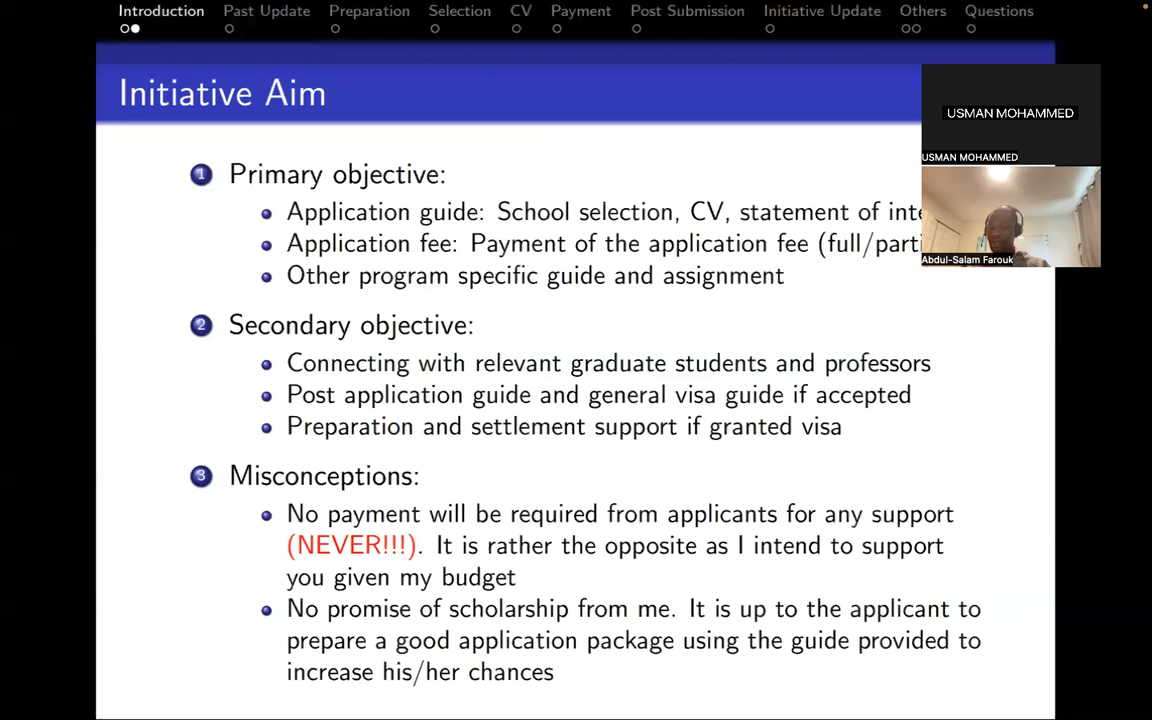 Introduction Past Update Preparation Selection CV Payment Post Submission Initiative Update Others Questions
Initiative Aim
USMAN MOHAMMED
USMAN MOHAMMED
Abdul-Salam Farouk
1 Primary objective:
Application guide: School selection, CV, statement of inte
Application fee: Payment of the application fee (full/parti
Other program specific guide and assignment
2 Secondary objective:
Connecting with relevant graduate students and professors
Post application guide and general visa guide if accepted
Preparation and settlement support if granted visa
3 Misconceptions:
No payment will be required from applicants for any support
(NEVER!!!). It is rather the opposite as I intend to support
you given my budget
No promise of scholarship from me. It is up to the applicant to
prepare a good application package using the guide provided to
increase his/her chances